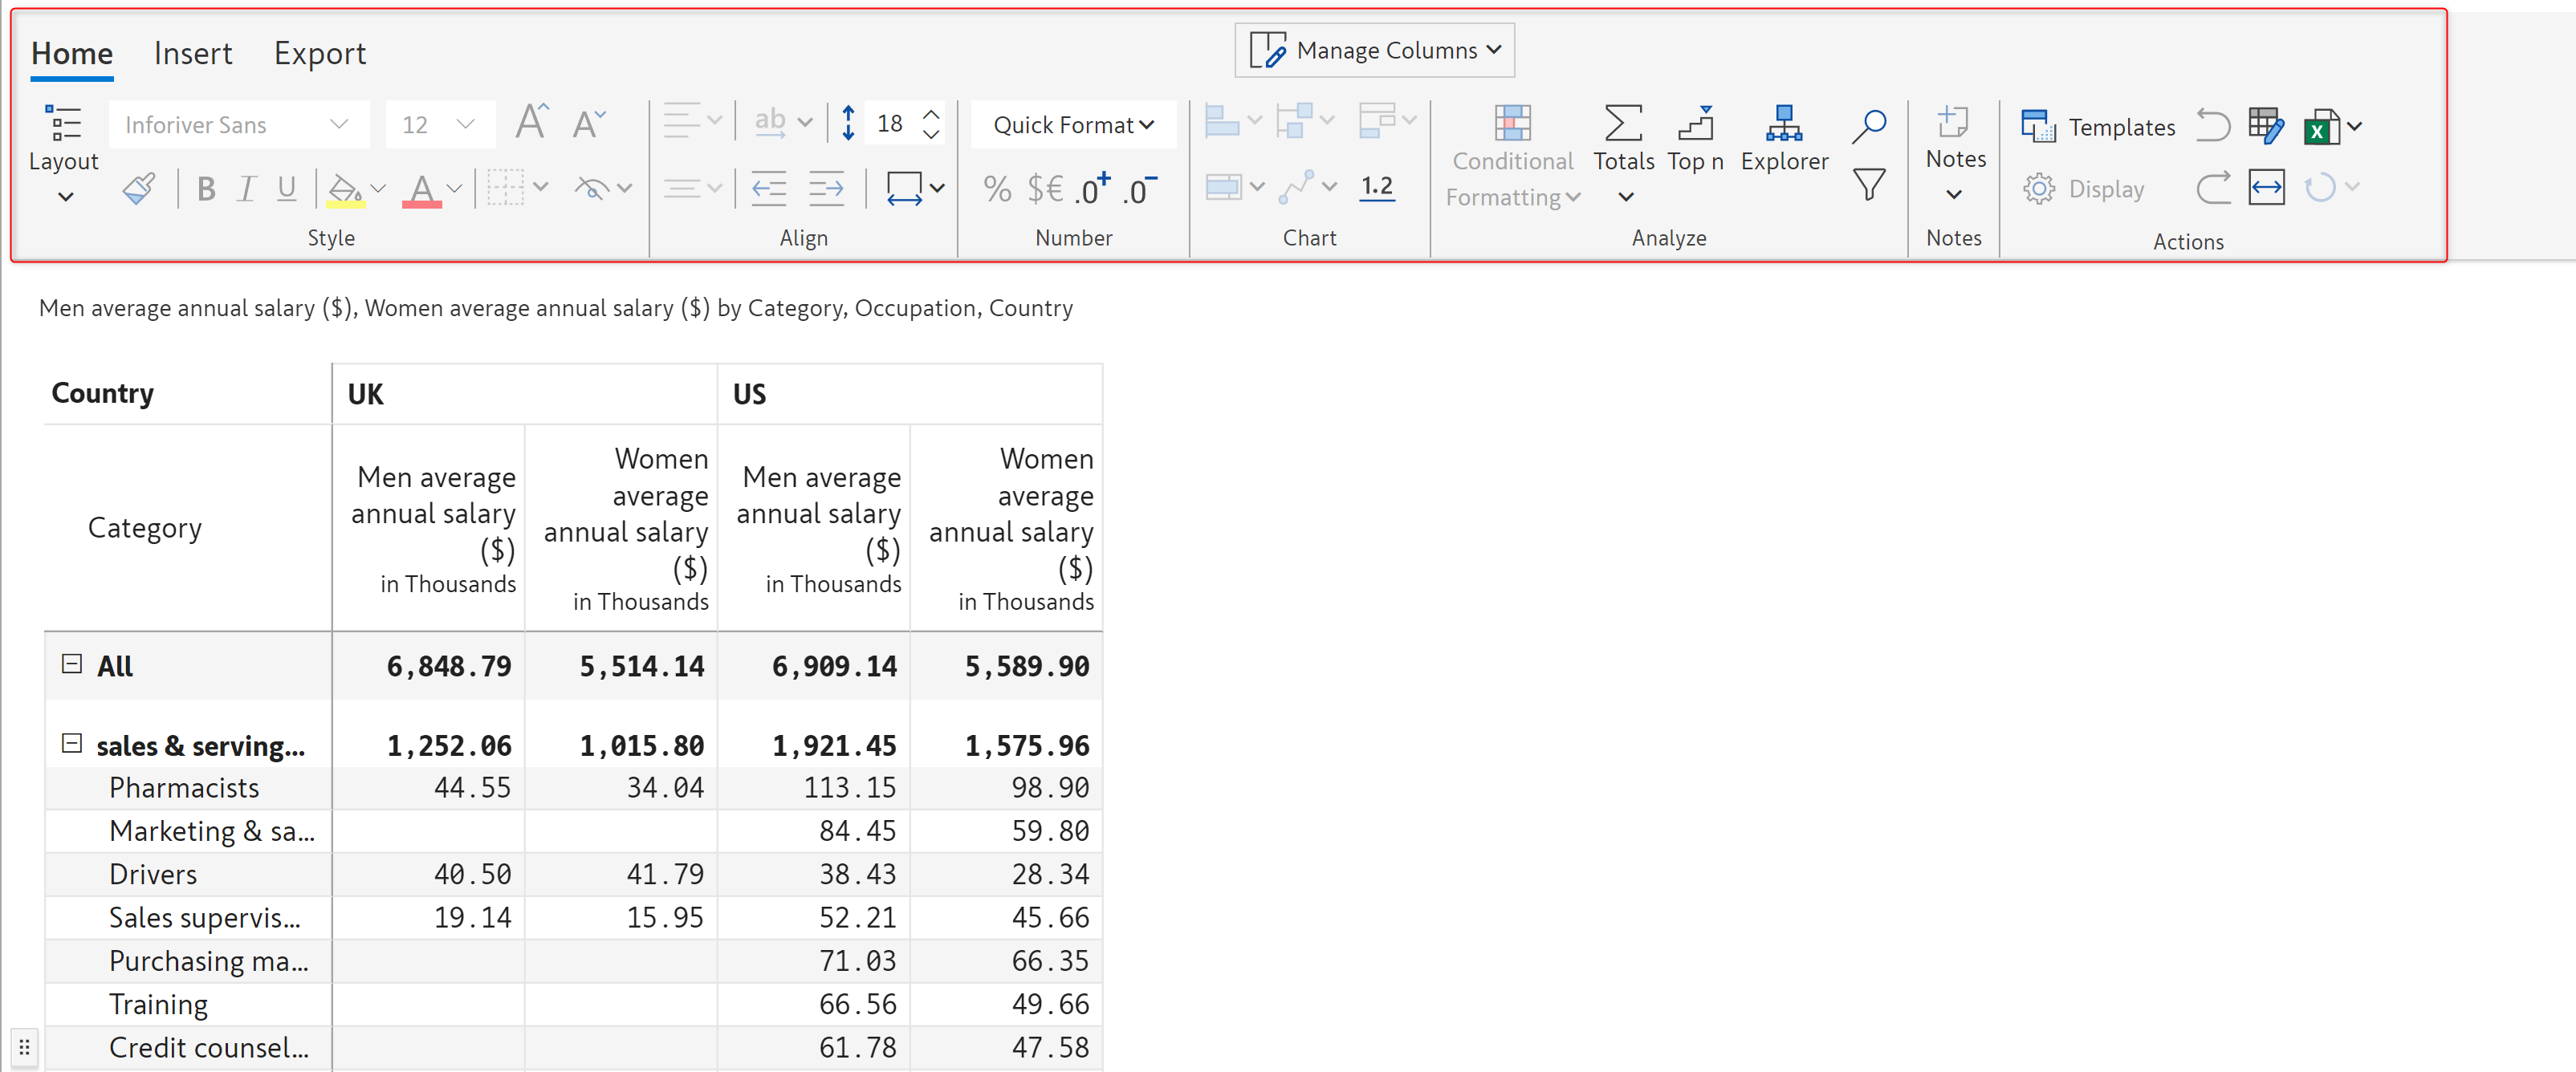 Home Insert Export Manage Columns
Inforiver Sans 12 A A ab 18 Quick Format Templates
Layout Conditional Totals Top n Explorer Notes
B I U A % $€ .0+ .0- 1.2 Formatting Display
Style Align Number Chart Analyze Notes Actions
Men average annual salary ($), Women average annual salary ($) by Category, Occupation, Country
Country UK US
Category Men average annual salary ($) in Thousands Women average annual salary ($) in Thousands Men average annual salary ($) in Thousands Women average annual salary ($) in Thousands
All 6,848.79 5,514.14 6,909.14 5,589.90
sales & serving... 1,252.06 1,015.80 1,921.45 1,575.96
Pharmacists 44.55 34.04 113.15 98.90
Marketing & sa... 84.45 59.80
Drivers 40.50 41.79 38.43 28.34
Sales supervis... 19.14 15.95 52.21 45.66
Purchasing ma... 71.03 66.35
Training 66.56 49.66
Credit counsel... 61.78 47.58